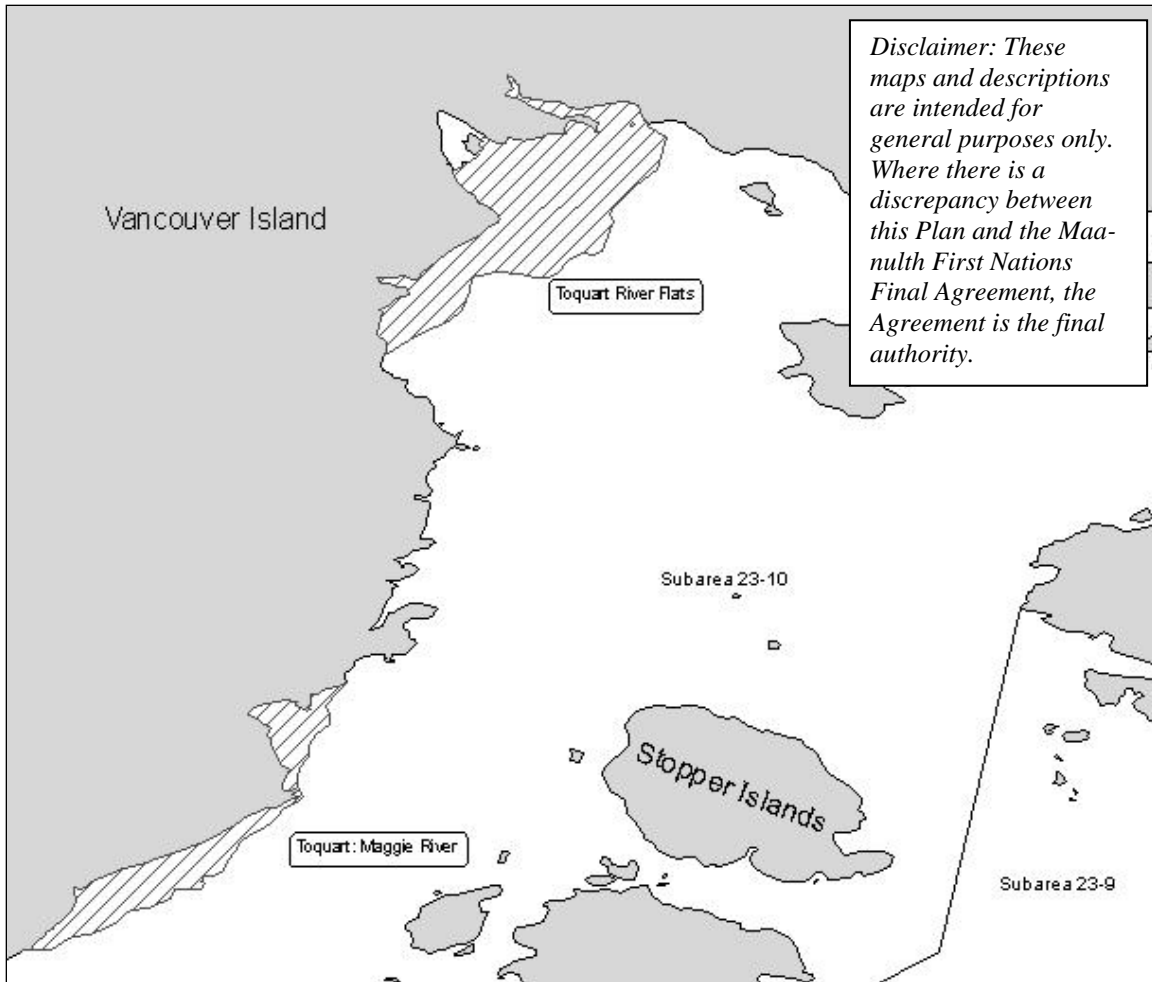 Disclaimer: These
maps and descriptions
are intended for
general purposes only.
Where there is a
discrepancy between
this Plan and the Maa-
nulth First Nations
Final Agreement, the
Agreement is the final
authority.
Vancouver Island
Toquart River Flats
Subarea 23-10
Stopper Islands
Toquart: Maggie River
Subarea 23-9